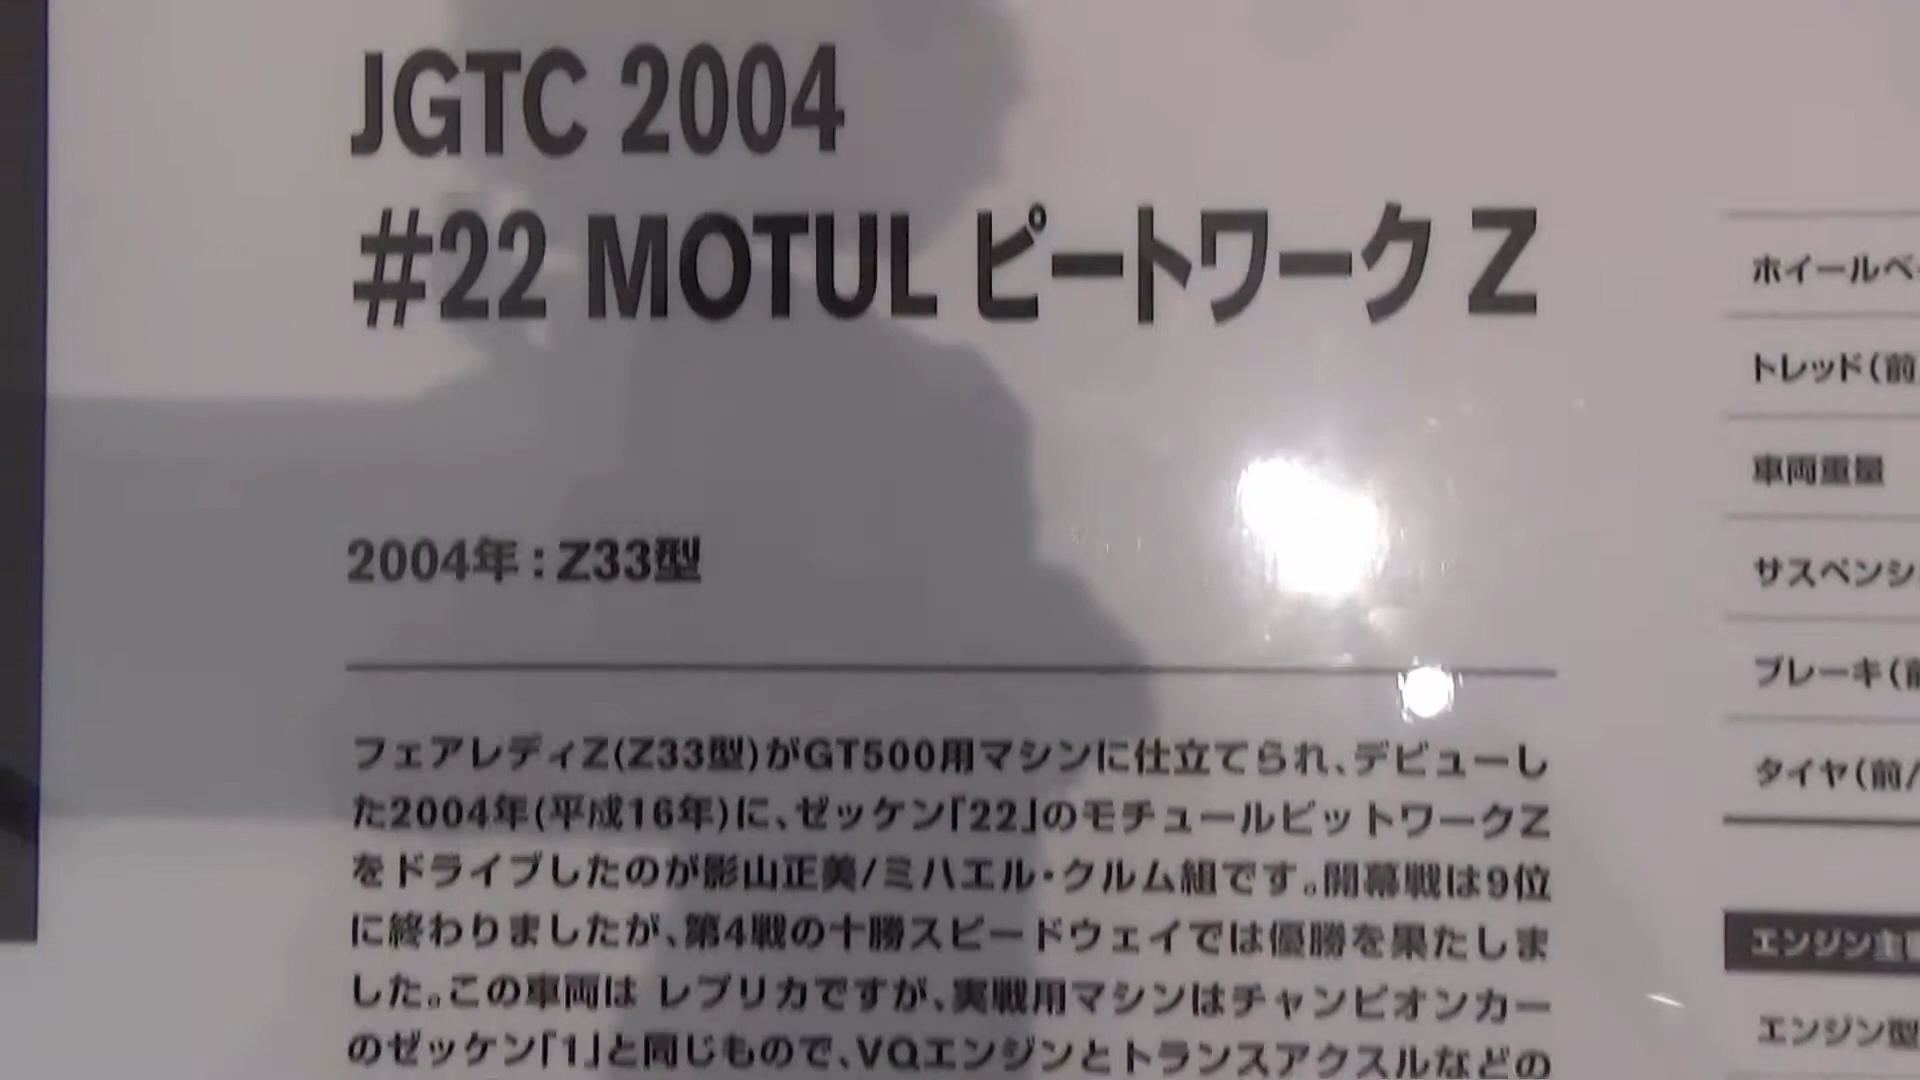 JGTC 2004
#22 MOTUL ピートワーク Z
2004年:Z33型
フェアレディZ(Z33型)がGT500用マシンに仕立てられ、デビューし
た2004年(平成16年)に、ゼッケン「22」のモチュールピットワークZ
をドライブしたのが影山正美/ミハエル・クルム組です。開幕戦は9位
に終わりましたが、第4戦の十勝スピードウェイでは優勝を果たしま
した。この車両は レプリカですが、実戦用マシンはチャンピオンカー
のゼッケン「1」と同じもので、VQエンジンとトランスアクスルなどの
ホイールベ
トレッド(前
車両重量
サスペンシ
ブレーキ(前
タイヤ(前/
エンジン主
エンジン型